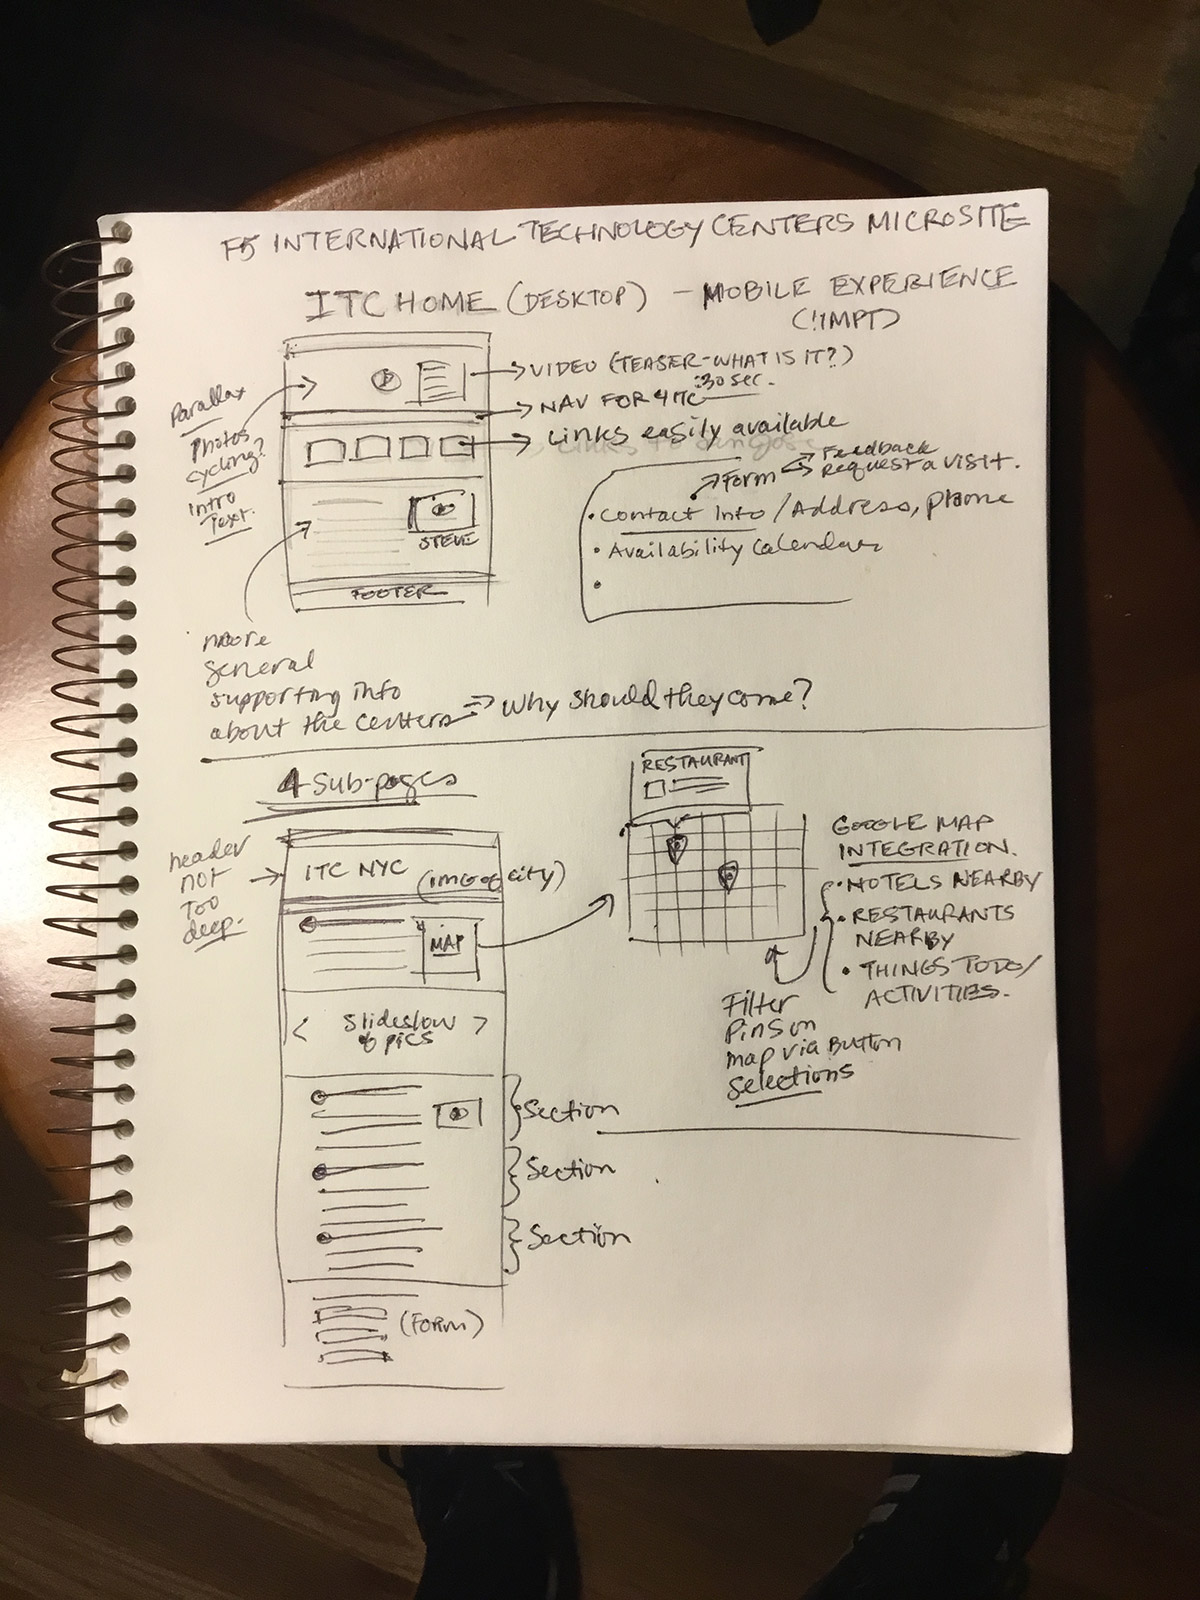 F5 INTERNATIONAL TECHNOLOGY CENTERS MICROSITE
ITC HOME (DESKTOP) - MOBILE EXPERIENCE
(!IMPT)
VIDEO (TEASER-WHAT IS IT?)
:30 sec.
NAV FOR 4 ITC
Links easily available
Parallax
Photos
cycling?
intro
Text.
STEVE
FOOTER
Form
Feedback
Request a visit.
• Contact Info / Address, phone
• Availability Calendar
•
more
general
supporting info
about the centers
Why should they come?
4 Sub-pages
header
not
too
deep.
ITC NYC
(img of city)
MAP
< Slideshow >
of pics
Section
Section
Section
(FORM)
RESTAURANT
GOOGLE MAP
INTEGRATION.
• HOTELS NEARBY
• RESTAURANTS
NEARBY
• THINGS TO DO/
ACTIVITIES.
Filter
Pins on
map via Button
Selections